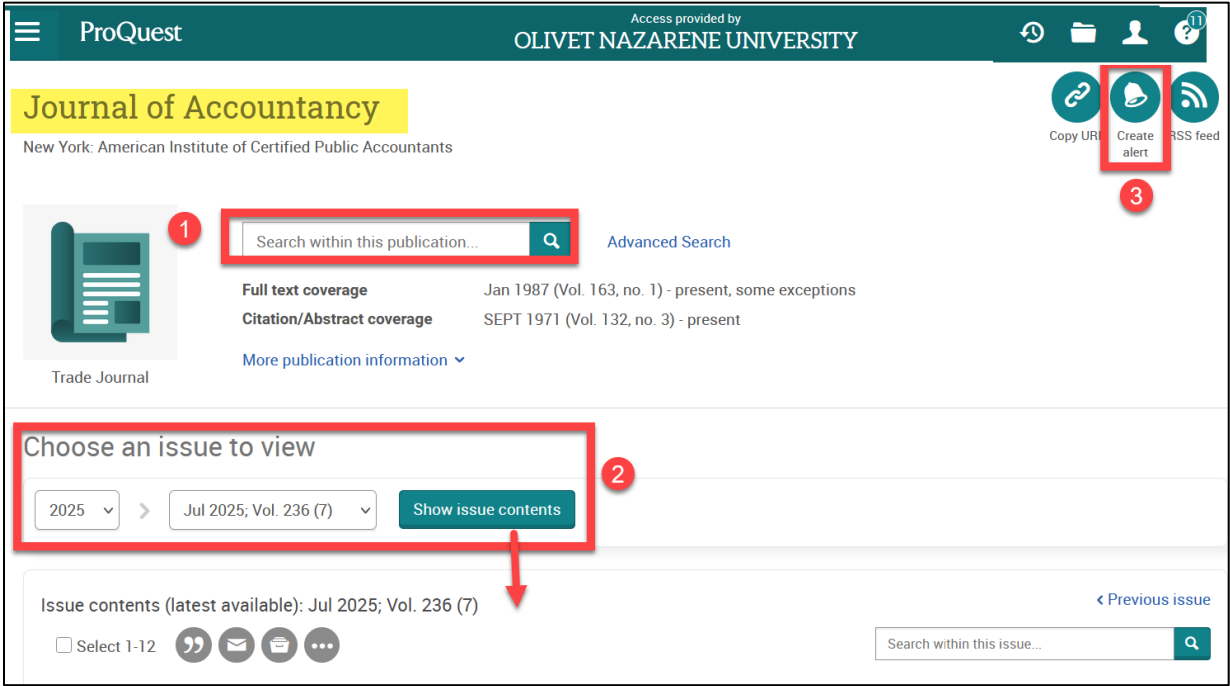 ProQuest
Access provided by
OLIVET NAZARENE UNIVERSITY
11
?
Journal of Accountancy
New York: American Institute of Certified Public Accountants
Copy URL
Create
alert
RSS feed
3
1
Search within this publication...
Advanced Search
Full text coverage Jan 1987 (Vol. 163, no. 1) - present, some exceptions
Citation/Abstract coverage SEPT 1971 (Vol. 132, no. 3) - present
More publication information
Trade Journal
Choose an issue to view
2
2025 > Jul 2025; Vol. 236 (7) Show issue contents
Issue contents (latest available): Jul 2025; Vol. 236 (7)
< Previous issue
Select 1-12
Search within this issue...